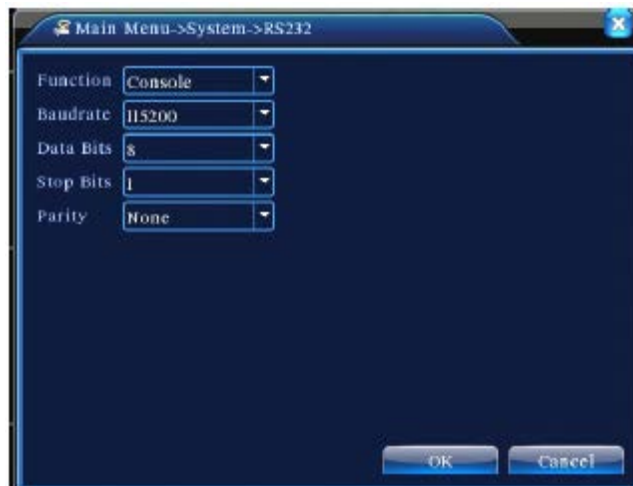 Main Menu->System->RS232
Function Console
Baudrate 115200
Data Bits 8
Stop Bits 1
Parity None
OK Cancel